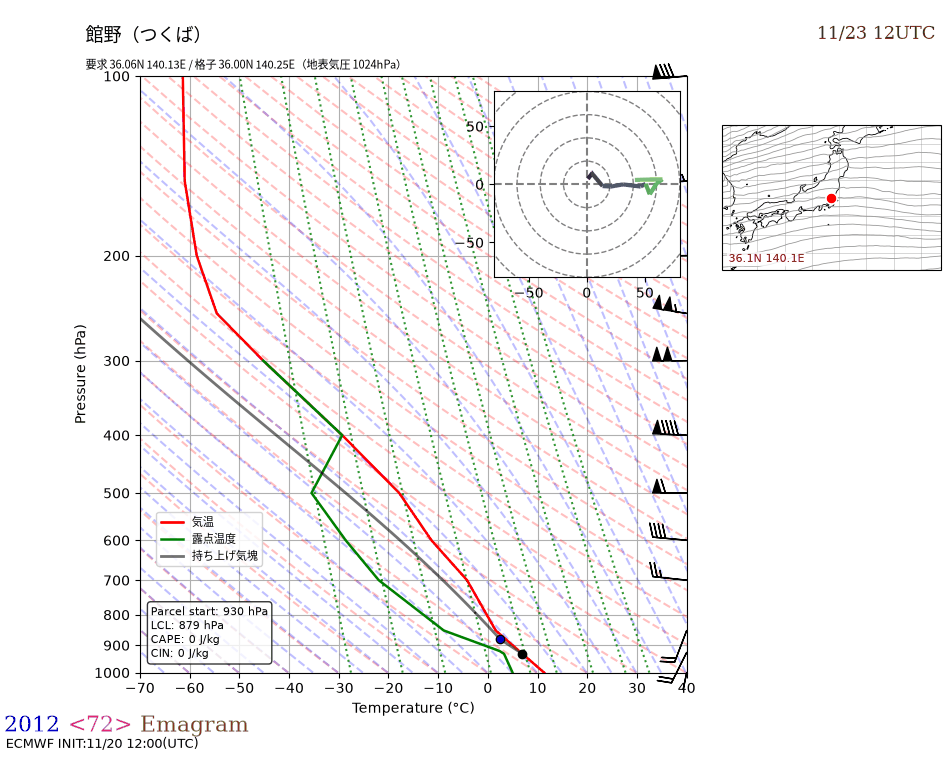 館野（つくば）
11/23 12UTC
要求 36.06N 140.13E / 格子 36.00N 140.25E（地表気圧 1024hPa）
100
200
300
400
500
600
700
800
900
1000
Pressure (hPa)
50
0
−50
−50 0 50
36.1N 140.1E
気温
露点温度
持ち上げ気塊
Parcel start: 930 hPa
LCL: 879 hPa
CAPE: 0 J/kg
CIN: 0 J/kg
−70 −60 −50 −40 −30 −20 −10 0 10 20 30 40
Temperature (°C)
2012 <72> Emagram
ECMWF INIT:11/20 12:00(UTC)